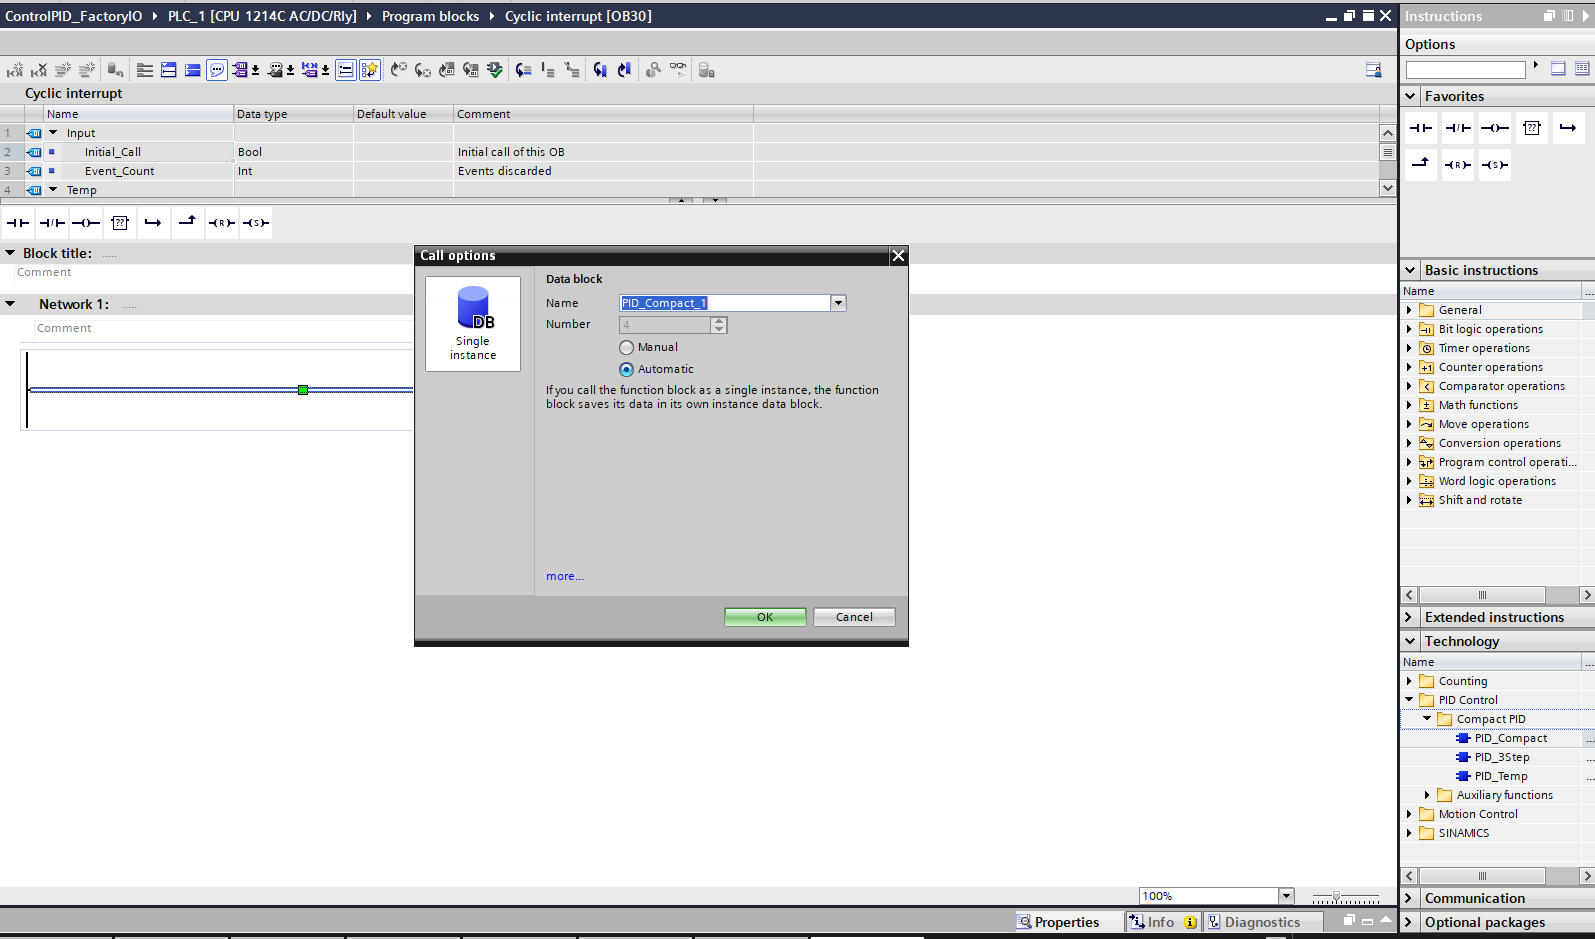 ControlPID_FactoryIO › PLC_1 [CPU 1214C AC/DC/Rly] › Program blocks › Cyclic interrupt [OB30]
Cyclic interrupt
Name Data type Default value Comment
1 Input
2 Initial_Call Bool Initial call of this OB
3 Event_Count Int Events discarded
4 Temp
??
R
S
Block title: .....
Comment
Network 1: .....
Comment
Call options
DB
Single
instance
Data block
Name PID_Compact_1
Number 4
Manual
Automatic
If you call the function block as a single instance, the function
block saves its data in its own instance data block.
more...
OK Cancel
100%
Properties Info Diagnostics
Instructions
Options
Favorites
??
R
S
Basic instructions
Name ...
General
Bit logic operations
Timer operations
Counter operations
Comparator operations
Math functions
Move operations
Conversion operations
Program control operati...
Word logic operations
Shift and rotate
Extended instructions
Technology
Name ...
Counting
PID Control
Compact PID
PID_Compact ...
PID_3Step ...
PID_Temp ...
Auxiliary functions
Motion Control
SINAMICS
Communication
Optional packages